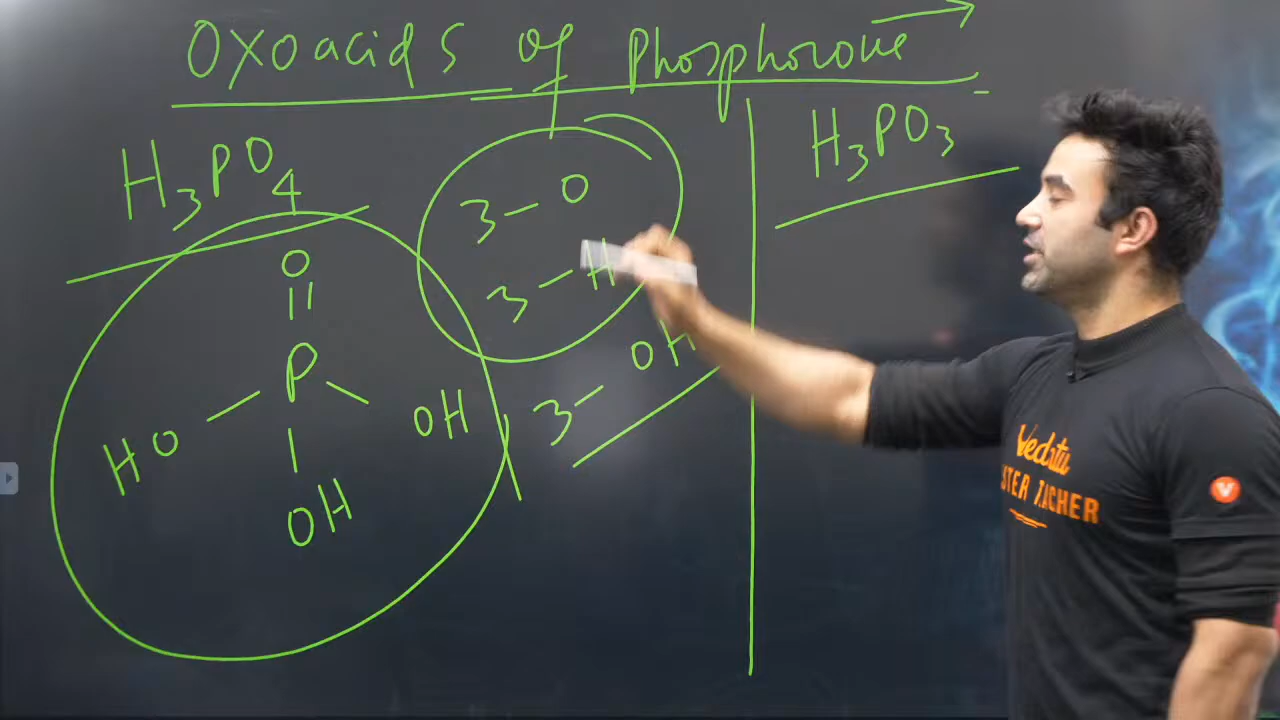 Oxoacids of Phosphorous
H3PO4
O
P
HO
OH
OH
3-O
3-H
3-OH
H3PO3
Vedantu
MASTER TEACHER
V